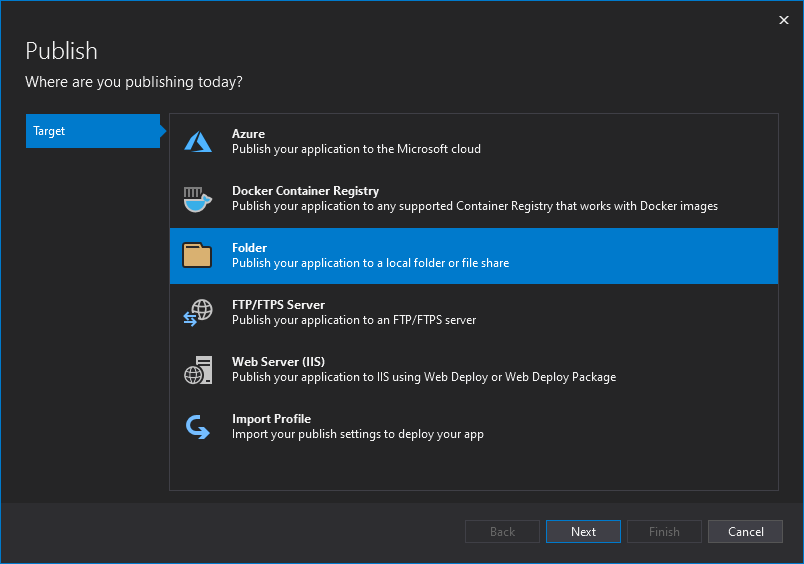 Publish
Where are you publishing today?
Target
Azure
Publish your application to the Microsoft cloud
Docker Container Registry
Publish your application to any supported Container Registry that works with Docker images
Folder
Publish your application to a local folder or file share
FTP/FTPS Server
Publish your application to an FTP/FTPS server
Web Server (IIS)
Publish your application to IIS using Web Deploy or Web Deploy Package
Import Profile
Import your publish settings to deploy your app
Back
Next
Finish
Cancel